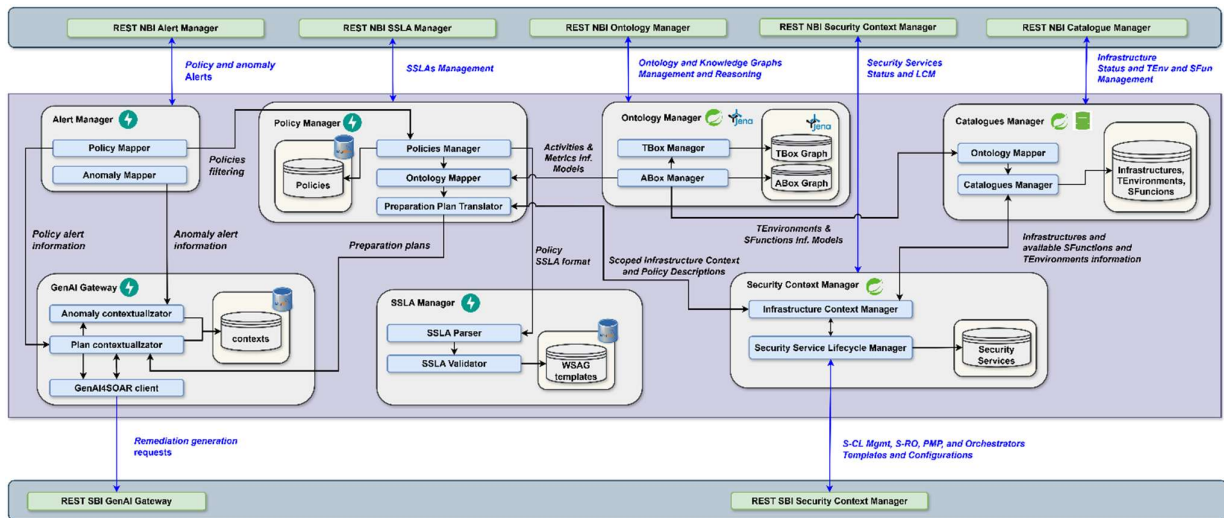 REST NBI Alert Manager
REST NBI SSLA Manager
REST NBI Ontology Manager
REST NBI Security Context Manager
REST NBI Catalogue Manager
Policy and anomaly
Alerts
SSLAs Management
Ontology and Knowledge Graphs
Management and Reasoning
Security Services
Status and LCM
Infrastructure
Status and TEnv and SFun
Management
Alert Manager
Policy Mapper
Anomaly Mapper
Policies
filtering
Policy Manager
Policies
Policies Manager
Ontology Mapper
Preparation Plan Translator
Activities &
Metrics Inf.
Models
Ontology Manager
Jena
TBox Manager
ABox Manager
Jena
TBox Graph
ABox Graph
Catalogues Manager
Ontology Mapper
Catalogues Manager
Infrastructures,
TEnvironments,
SFuncions
Policy alert
information
Anomaly alert
information
Preparation plans
Policy
SSLA format
TEnvironments &
SFunctions Inf. Models
Scoped Infrastructure Context
and Policy Descriptions
Infrastructures and
available SFunctions and
TEnvironments information
GenAI Gateway
Anomaly contextualizator
Plan contextualizator
GenAI4SOAR client
contexts
SSLA Manager
SSLA Parser
SSLA Validator
WSAG
templates
Security Context Manager
Infrastructure Context Manager
Security Service Lifecycle Manager
Security
Services
Remediation generation
requests
S-CL Mgmt, S-RO, PMP, and Orchestrators
Templates and Configurations
REST SBI GenAI Gateway
REST SBI Security Context Manager